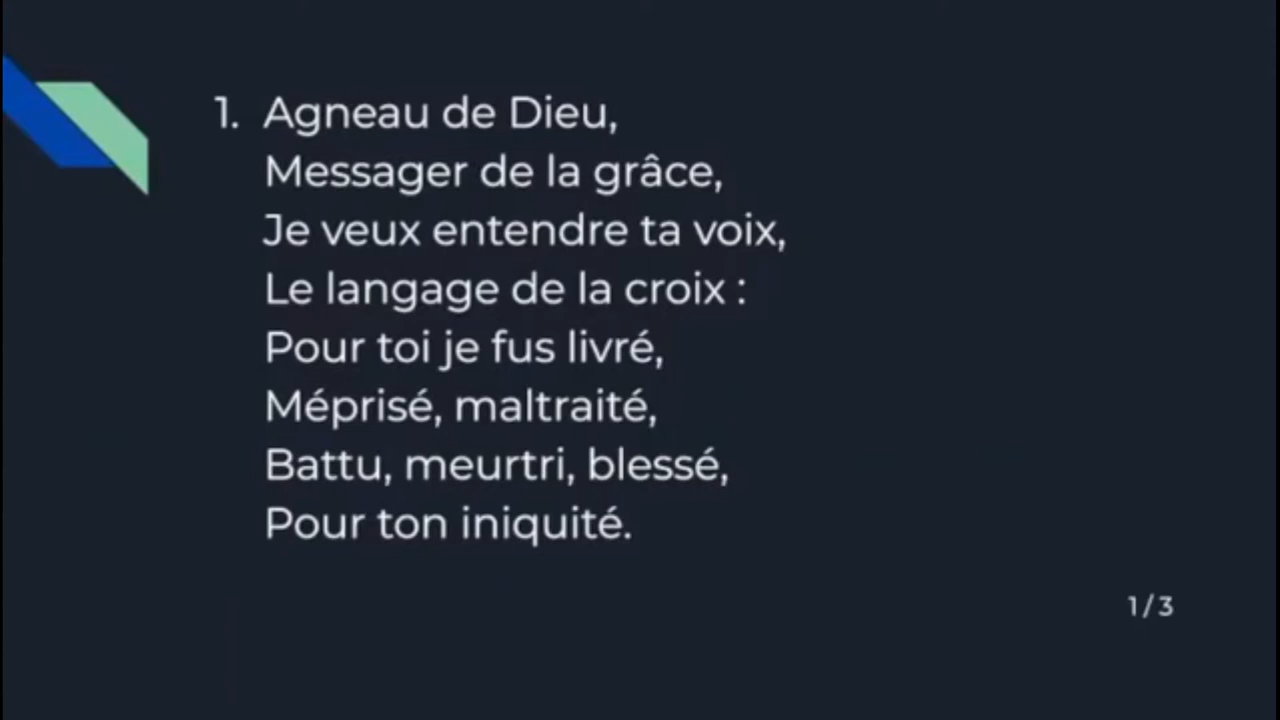 1. Agneau de Dieu,
Messager de la grâce,
Je veux entendre ta voix,
Le langage de la croix :
Pour toi je fus livré,
Méprisé, maltraité,
Battu, meurtri, blessé,
Pour ton iniquité.
1/3